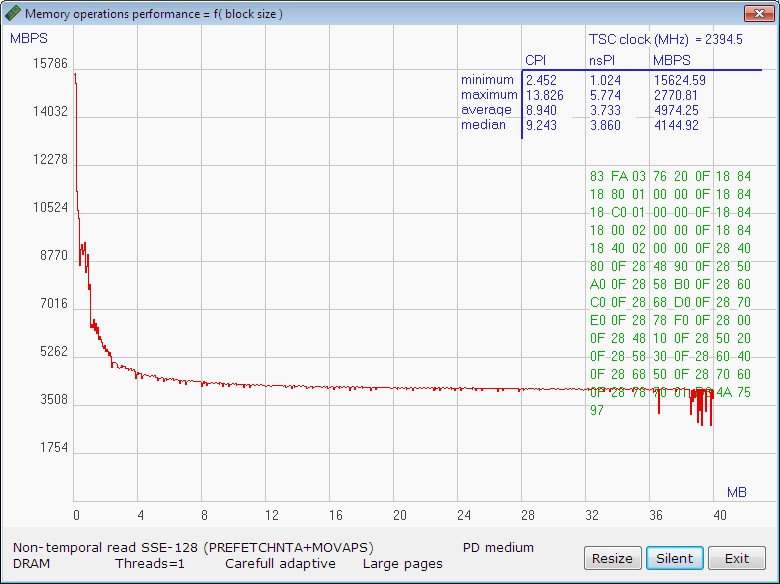 Memory operations performance = f( block size )
MBPS
TSC clock (MHz) = 2394.5
CPI nsPI MBPS
minimum 2.452 1.024 15624.59
maximum 13.826 5.774 2770.81
average 8.940 3.733 4974.25
median 9.243 3.860 4144.92
15786
14032
12278
10524
8770
7016
5262
3508
1754
83 FA 03 76 20 0F 18 84
18 80 01 00 00 0F 18 84
18 C0 01 00 00 0F 18 84
18 00 02 00 00 0F 18 84
18 40 02 00 00 0F 28 40
80 0F 28 48 90 0F 28 50
A0 0F 28 58 B0 0F 28 60
C0 0F 28 68 D0 0F 28 70
E0 0F 28 78 F0 0F 28 00
0F 28 48 10 0F 28 50 20
0F 28 58 30 0F 28 60 40
0F 28 68 50 0F 28 70 60
0F 28 78 70 01 4A 75
97
MB
0 4 8 12 16 20 24 28 32 36 40
Non-temporal read SSE-128 (PREFETCHNTA+MOVAPS) PD medium
DRAM Threads=1 Carefull adaptive Large pages
Resize Silent Exit